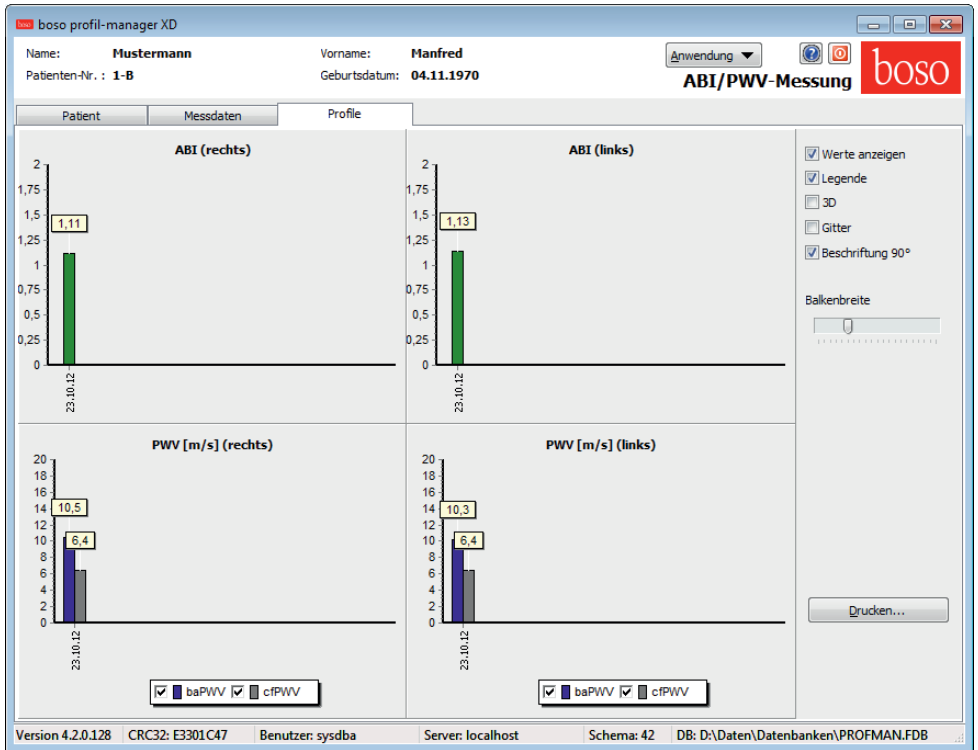 boso boso profil-manager XD
Name: Mustermann Vorname: Manfred Anwendung
Patienten-Nr. : 1-B Geburtsdatum: 04.11.1970 ABI/PWV-Messung boso
Patient Messdaten Profile
ABI (rechts)
2
1,75
1,5
1,25
1
0,75
0,5
0,25
0
1,11
23.10.12
ABI (links)
2
1,75
1,5
1,25
1
0,75
0,5
0,25
0
1,13
23.10.12
PWV [m/s] (rechts)
20
18
16
14
12
10
8
6
4
2
0
10,5
6,4
23.10.12
baPWV cfPWV
PWV [m/s] (links)
20
18
16
14
12
10
8
6
4
2
0
10,3
6,4
23.10.12
baPWV cfPWV
Werte anzeigen
Legende
3D
Gitter
Beschriftung 90°
Balkenbreite
Drucken...
Version 4.2.0.128 CRC32: E3301C47 Benutzer: sysdba Server: localhost Schema: 42 DB: D:\Daten\Datenbanken\PROFMAN.FDB